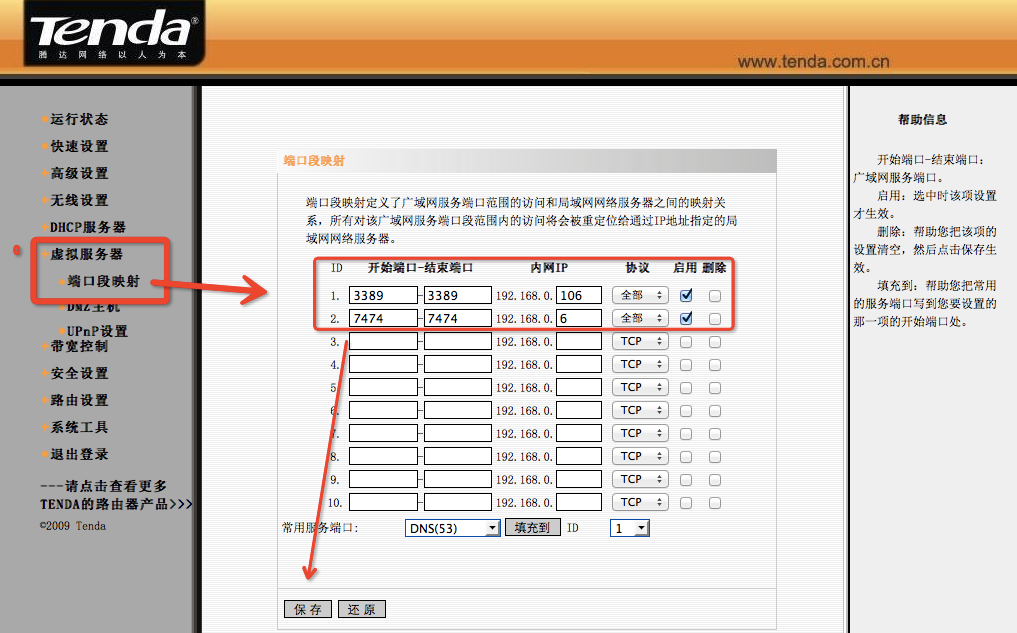 Tenda®
腾达网络以人为本
www.tenda.com.cn
运行状态
快速设置
高级设置
无线设置
DHCP服务器
虚拟服务器
端口段映射
DMZ主机
UPnP设置
带宽控制
安全设置
路由设置
系统工具
退出登录
---请点击查看更多
TENDA的路由器产品>>>
©2009 Tenda
端口段映射
端口段映射定义了广域网服务端口范围的访问和局域网网络服务器之间的映射关
系，所有对该广域网服务端口段范围内的访问将会被重定位给通过IP地址指定的局
域网网络服务器。
ID 开始端口-结束端口 内网IP 协议 启用 删除
1. 3389-3389 192.168.0.106 全部
2. 7474-7474 192.168.0.6 全部
3. - 192.168.0. TCP
4. - 192.168.0. TCP
5. - 192.168.0. TCP
6. - 192.168.0. TCP
7. - 192.168.0. TCP
8. - 192.168.0. TCP
9. - 192.168.0. TCP
10. - 192.168.0. TCP
常用服务端口: DNS(53) 填充到 ID 1
保存 还原
帮助信息
开始端口-结束端口:
广域网服务端口。
启用: 选中时该项设置
才生效。
删除: 帮助您把该项的
设置清空，然后点击保存生
效。
填充到: 帮助您把常用
的服务端口写到您要设置的
那一项的开始端口处。